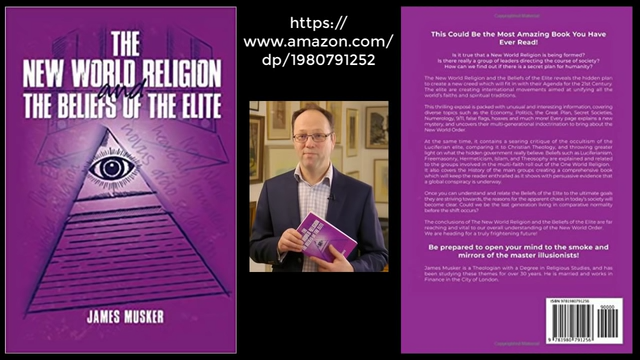 THE
NEW WORLD RELIGION
and
THE BELIEFS OF THE ELITE
JAMES MUSKER
https://
www.amazon.com/
dp/1980791252
This Could Be the Most Amazing Book You Have
Ever Read!
Is it true that a New World Religion is being formed?
Is there really a group of leaders directing the course of society?
How can we find out if there is a secret plan for humanity?
The New World Religion and the Beliefs of the Elite reveals the hidden plan
to create a new creed which will fit in with their Agenda for the 21st Century.
The elite are creating international movements aimed at unifying all the
world's faiths and spiritual traditions.
This thrilling exposé is packed with unusual and interesting information, covering
diverse topics such as the Economy, Politics, the Great Plan, Secret Societies,
Numerology, 9/11, false flags, hoaxes and much more! Every page explains a new
mystery, and uncovers their multi-generational indoctrination to bring about the
New World Order.
At the same time, it contains a searing critique of the occultism of the
Luciferian elite, comparing it to Christian Theology, and throwing greater
light on what the hidden government really believe. Beliefs such as Luciferianism,
Freemasonry, Hermeticism, Islam, and Theosophy are explained and related
to the groups involved in the multi-faith roll out of the One World Religion.
It also covers the History of the main groups creating a comprehensive book
which will keep the reader enthralled as it shows with persuasive evidence that
a global conspiracy is underway.
Once you can understand and relate the Beliefs of the Elite to the ultimate goals
they are striving towards, the reasons for the apparent chaos in today's society will
become clear. Could we be the last generation living in comparative normality
before the shift occurs?
The conclusions of The New World Religion and the Beliefs of the Elite are far
reaching and vital to our overall understanding of the New World Order.
We are heading for a truly frightening future!
Be prepared to open your mind to the smoke and
mirrors of the master illusionists!
James Musker is a Theologian with a Degree in Religious Studies, and has
been studying these themes for over 30 years. He is married and works in
Finance in the City of London.
ISBN 9781980791256
90000
9 781980 791256